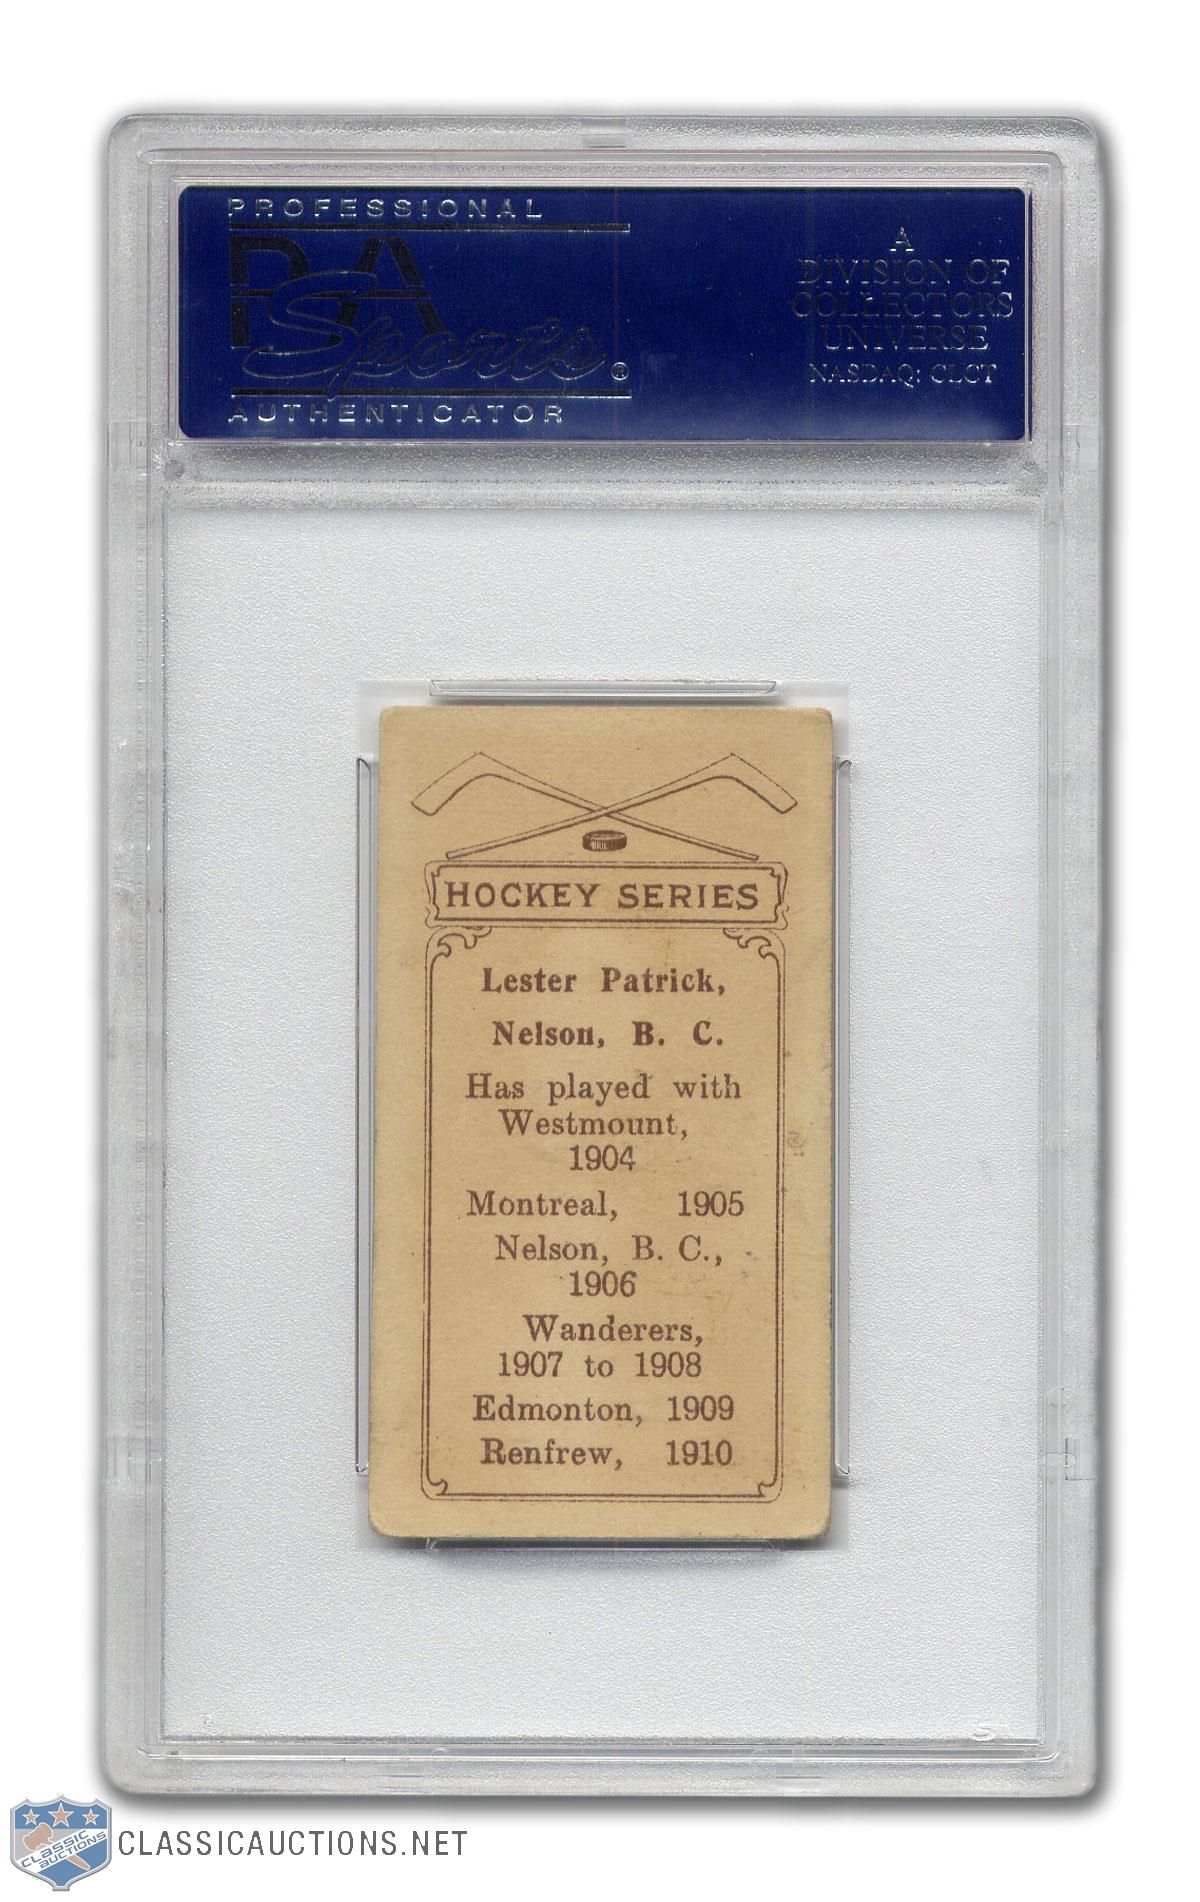 PROFESSIONAL
PSA
Sports®
AUTHENTICATOR
A
DIVISION OF
COLLECTORS
UNIVERSE
NASDAQ: CLCT
HOCKEY SERIES
Lester Patrick,
Nelson, B. C.
Has played with
Westmount,
1904
Montreal, 1905
Nelson, B. C.,
1906
Wanderers,
1907 to 1908
Edmonton, 1909
Renfrew, 1910
CLASSIC
AUCTIONS
CLASSICAUCTIONS.NET